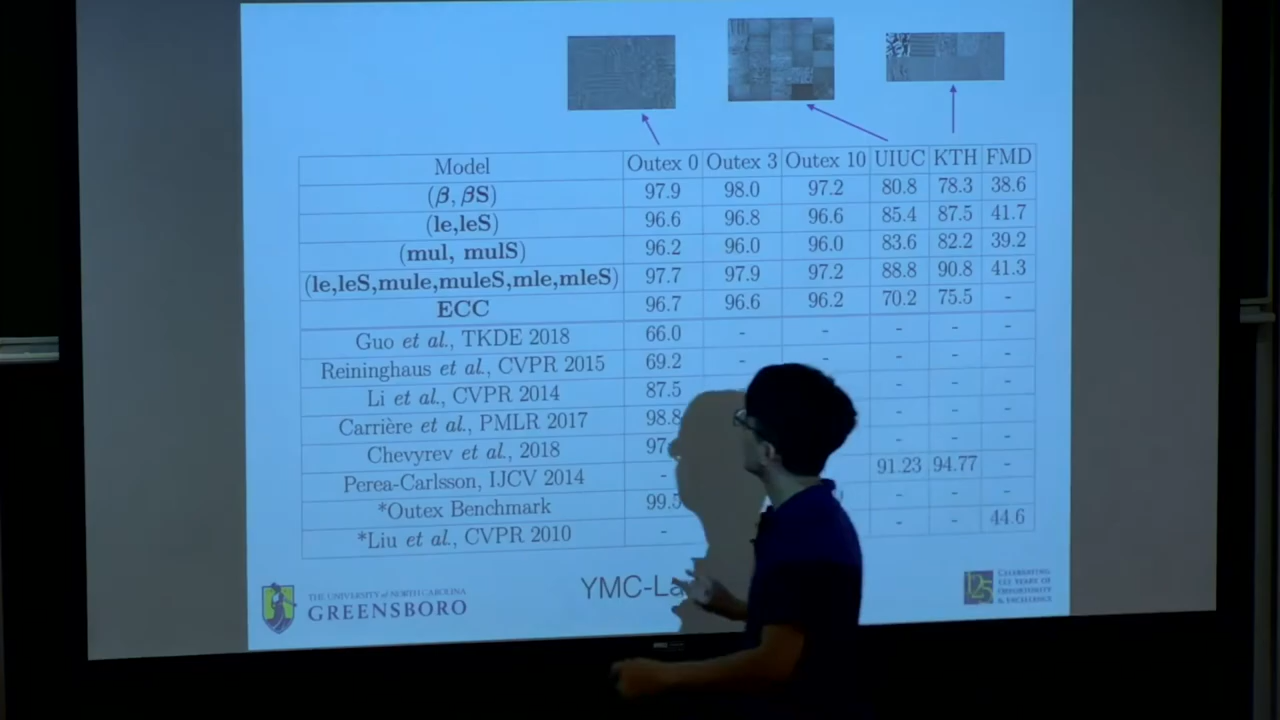 Model Outex 0 Outex 3 Outex 10 UIUC KTH FMD
(β, βS) 97.9 98.0 97.2 80.8 78.3 38.6
(le,leS) 96.6 96.8 96.6 85.4 87.5 41.7
(mul, mulS) 96.2 96.0 96.0 83.6 82.2 39.2
(le,leS,mule,muleS,mle,mleS) 97.7 97.9 97.2 88.8 90.8 41.3
ECC 96.7 96.6 96.2 70.2 75.5 -
Guo et al., TKDE 2018 66.0 - - - - -
Reininghaus et al., CVPR 2015 69.2 - - - - -
Li et al., CVPR 2014 87.5 - - -
Carrière et al., PMLR 2017 98.8 - - -
Chevyrev et al., 2018 - - -
Perea-Carlsson, IJCV 2014 - 91.23 94.77 -
*Outex Benchmark 99.5 - - -
*Liu et al., CVPR 2010 - - - 44.6
THE UNIVERSITY of NORTH CAROLINA
GREENSBORO
125
CELEBRATING
125 YEARS OF
OPPORTUNITY
& EXCELLENCE